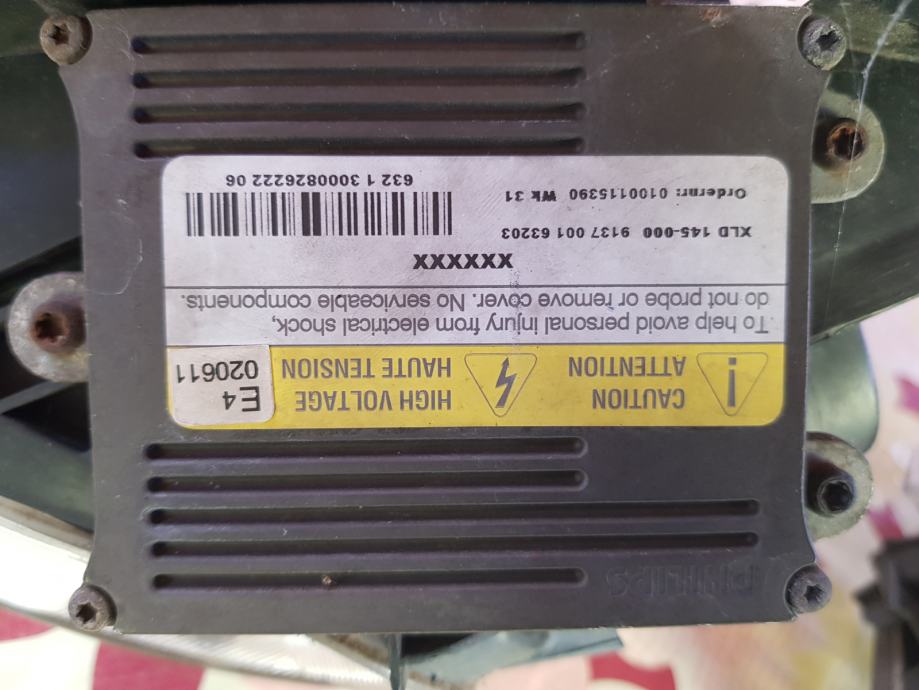 PHILIPS
CAUTION
ATTENTION
HIGH VOLTAGE
HAUTE TENSION
E4
020611
To help avoid personal injury from electrical shock,
do not probe or remove cover. No serviceable components.
XXXXXX
XLD 145-000 9137 001 63203
Ordernr: 0100115390 Wk 31
632 1 3000826222 06